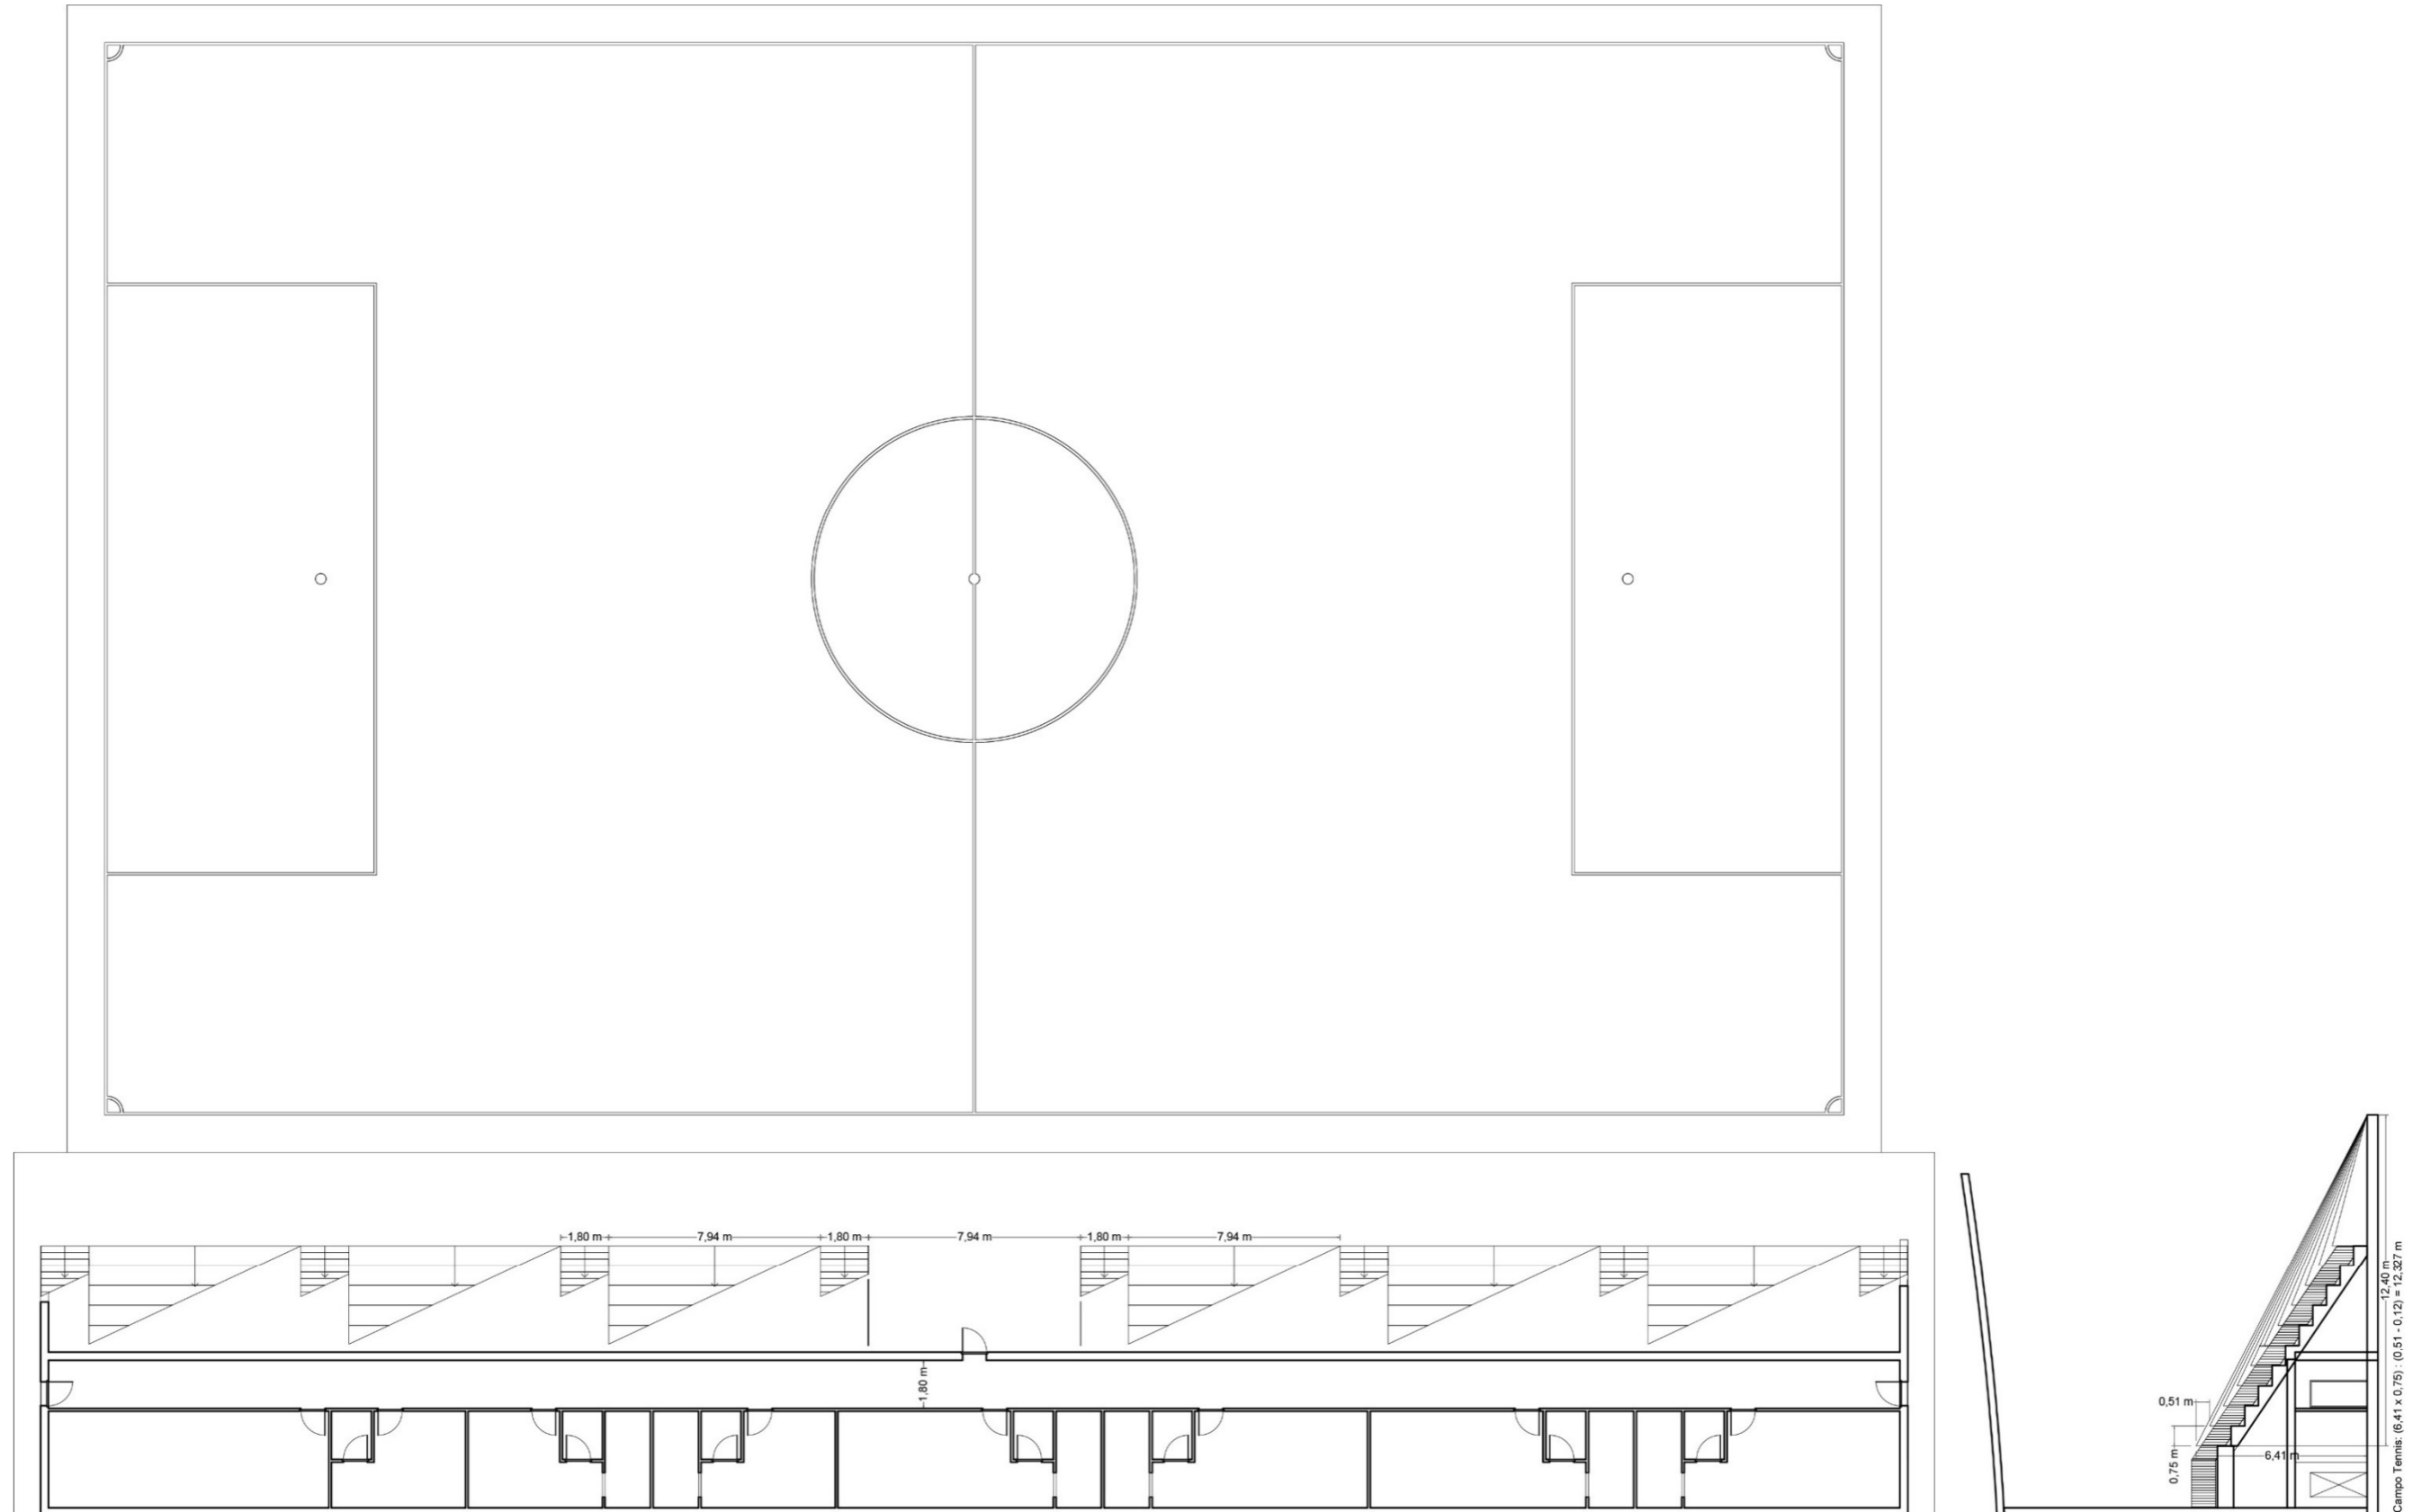 1,80 m
7,94 m
1,80 m
7,94 m
1,80 m
7,94 m
1,80 m
0,51 m
0,75 m
6,41 m
12,40 m
Campo Tennis: (6,41 x 0,75) : (0,51 - 0,12) = 12,327 m